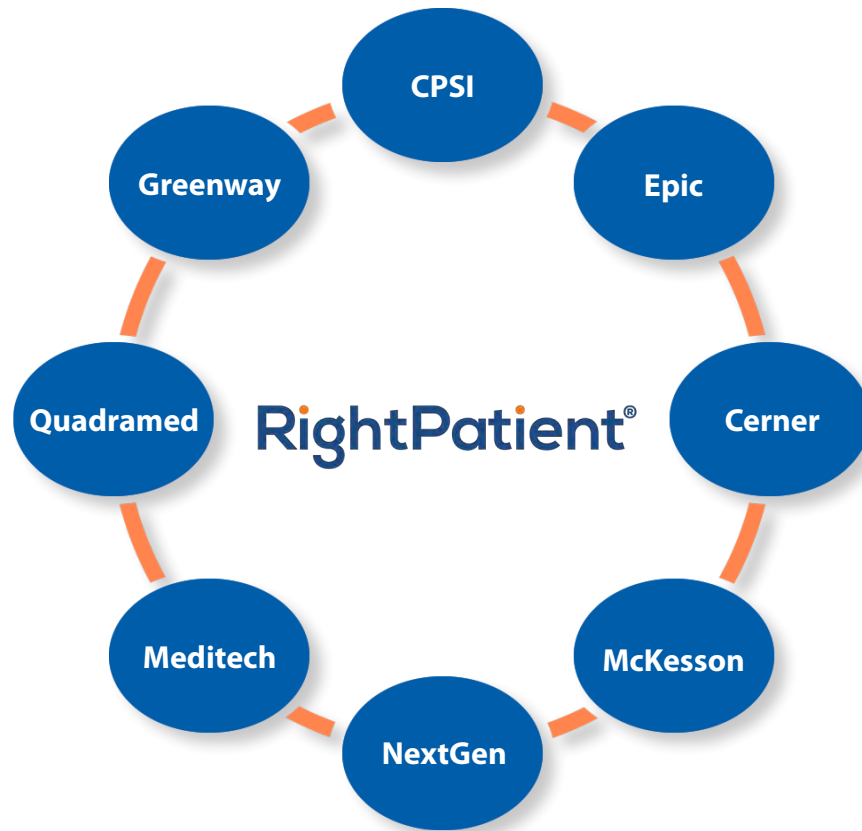 CPSI
Epic
Cerner
McKesson
NextGen
Meditech
Quadramed
Greenway
RightPatient®